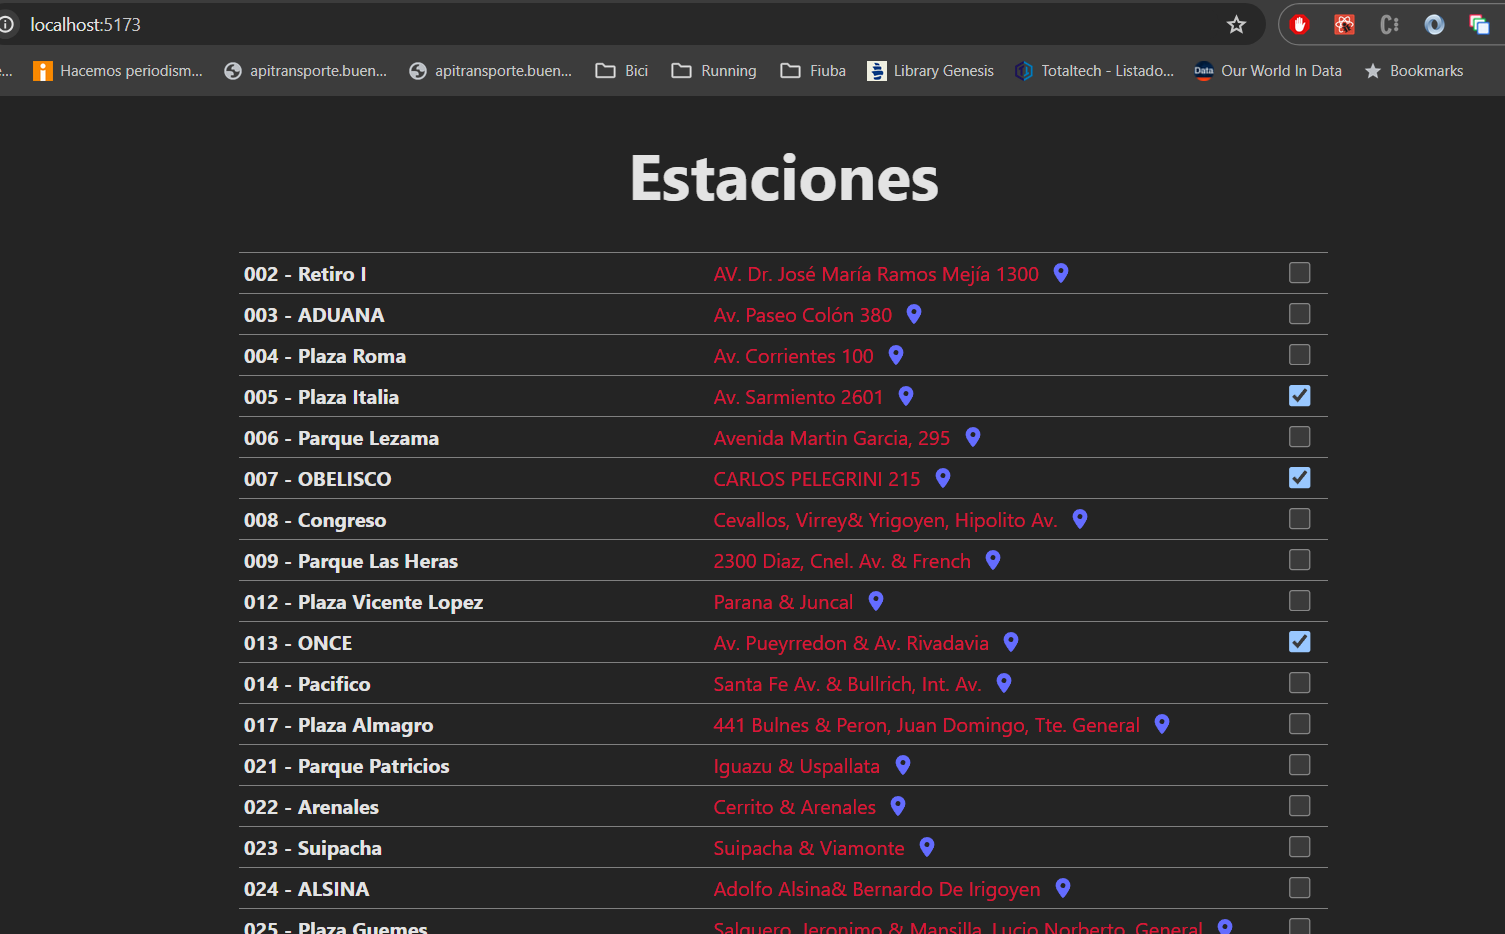 localhost:5173
e...
Hacemos periodism...
apitransporte.buen...
apitransporte.buen...
Bici
Running
Fiuba
Library Genesis
Totaltech - Listado...
Data
Our World In Data
Bookmarks
Estaciones
002 - Retiro I AV. Dr. José María Ramos Mejía 1300
003 - ADUANA Av. Paseo Colón 380
004 - Plaza Roma Av. Corrientes 100
005 - Plaza Italia Av. Sarmiento 2601
006 - Parque Lezama Avenida Martin Garcia, 295
007 - OBELISCO CARLOS PELEGRINI 215
008 - Congreso Cevallos, Virrey& Yrigoyen, Hipolito Av.
009 - Parque Las Heras 2300 Diaz, Cnel. Av. & French
012 - Plaza Vicente Lopez Parana & Juncal
013 - ONCE Av. Pueyrredon & Av. Rivadavia
014 - Pacifico Santa Fe Av. & Bullrich, Int. Av.
017 - Plaza Almagro 441 Bulnes & Peron, Juan Domingo, Tte. General
021 - Parque Patricios Iguazu & Uspallata
022 - Arenales Cerrito & Arenales
023 - Suipacha Suipacha & Viamonte
024 - ALSINA Adolfo Alsina& Bernardo De Irigoyen
025 - Plaza Guemes Salguero, Jeronimo & Mansilla, Lucio Norberto, General